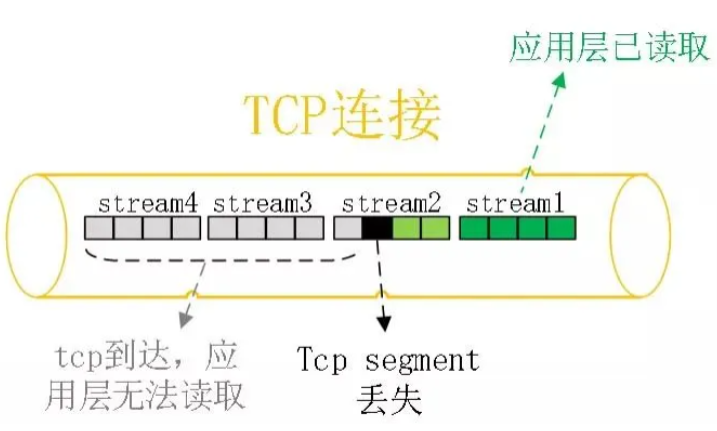 应用层已读取
TCP连接
stream4 stream3 stream2 stream1
tcp到达，应
用层无法读取
Tcp segment
丢失